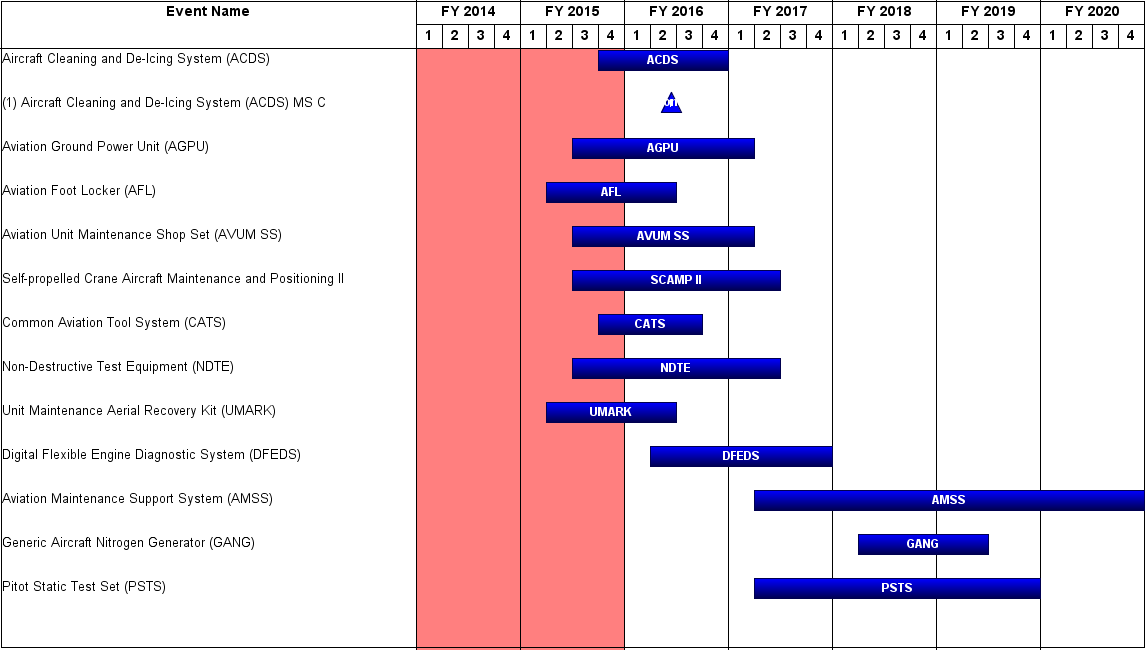 Event Name FY 2014 FY 2015 FY 2016 FY 2017 FY 2018 FY 2019 FY 2020
1 2 3 4 1 2 3 4 1 2 3 4 1 2 3 4 1 2 3 4 1 2 3 4 1 2 3 4
Aircraft Cleaning and De-Icing System (ACDS) ACDS
(1) Aircraft Cleaning and De-Icing System (ACDS) MS C
Aviation Ground Power Unit (AGPU) AGPU
Aviation Foot Locker (AFL) AFL
Aviation Unit Maintenance Shop Set (AVUM SS) AVUM SS
Self-propelled Crane Aircraft Maintenance and Positioning II SCAMP II
Common Aviation Tool System (CATS) CATS
Non-Destructive Test Equipment (NDTE) NDTE
Unit Maintenance Aerial Recovery Kit (UMARK) UMARK
Digital Flexible Engine Diagnostic System (DFEDS) DFEDS
Aviation Maintenance Support System (AMSS) AMSS
Generic Aircraft Nitrogen Generator (GANG) GANG
Pitot Static Test Set (PSTS) PSTS